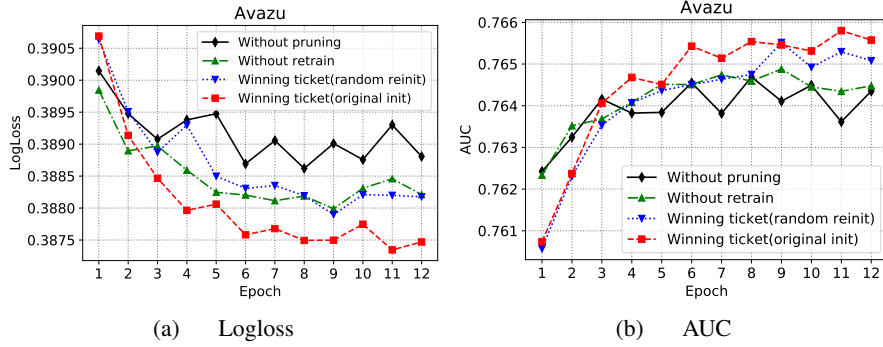 Avazu
0.3905
0.3900
0.3895
0.3890
0.3885
0.3880
0.3875
LogLoss
Without pruning
Without retrain
Winning ticket(random reinit)
Winning ticket(original init)
1 2 3 4 5 6 7 8 9 10 11 12
Epoch
(a) Logloss
Avazu
0.766
0.765
0.764
0.763
0.762
0.761
AUC
Without pruning
Without retrain
Winning ticket(random reinit)
Winning ticket(original init)
1 2 3 4 5 6 7 8 9 10 11 12
Epoch
(b) AUC